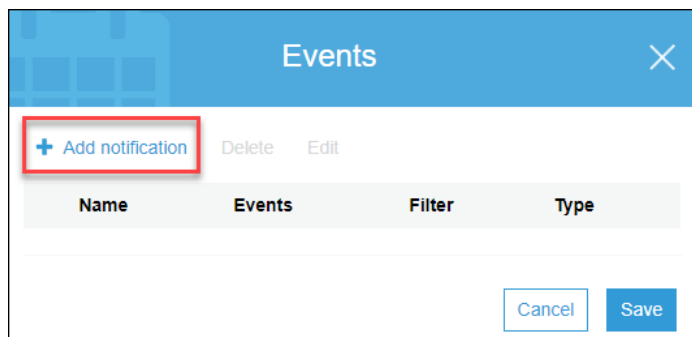 Events
Add notification Delete Edit
Name Events Filter Type
Cancel Save